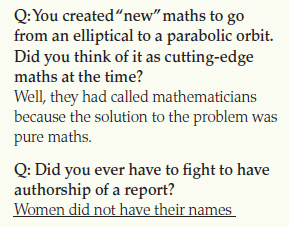 Q: You created “new” maths to go
from an elliptical to a parabolic orbit.
Did you think of it as cutting-edge
maths at the time?
Well, they had called mathematicians
because the solution to the problem was
pure maths.
Q: Did you ever have to fight to have
authorship of a report?
Women did not have their names